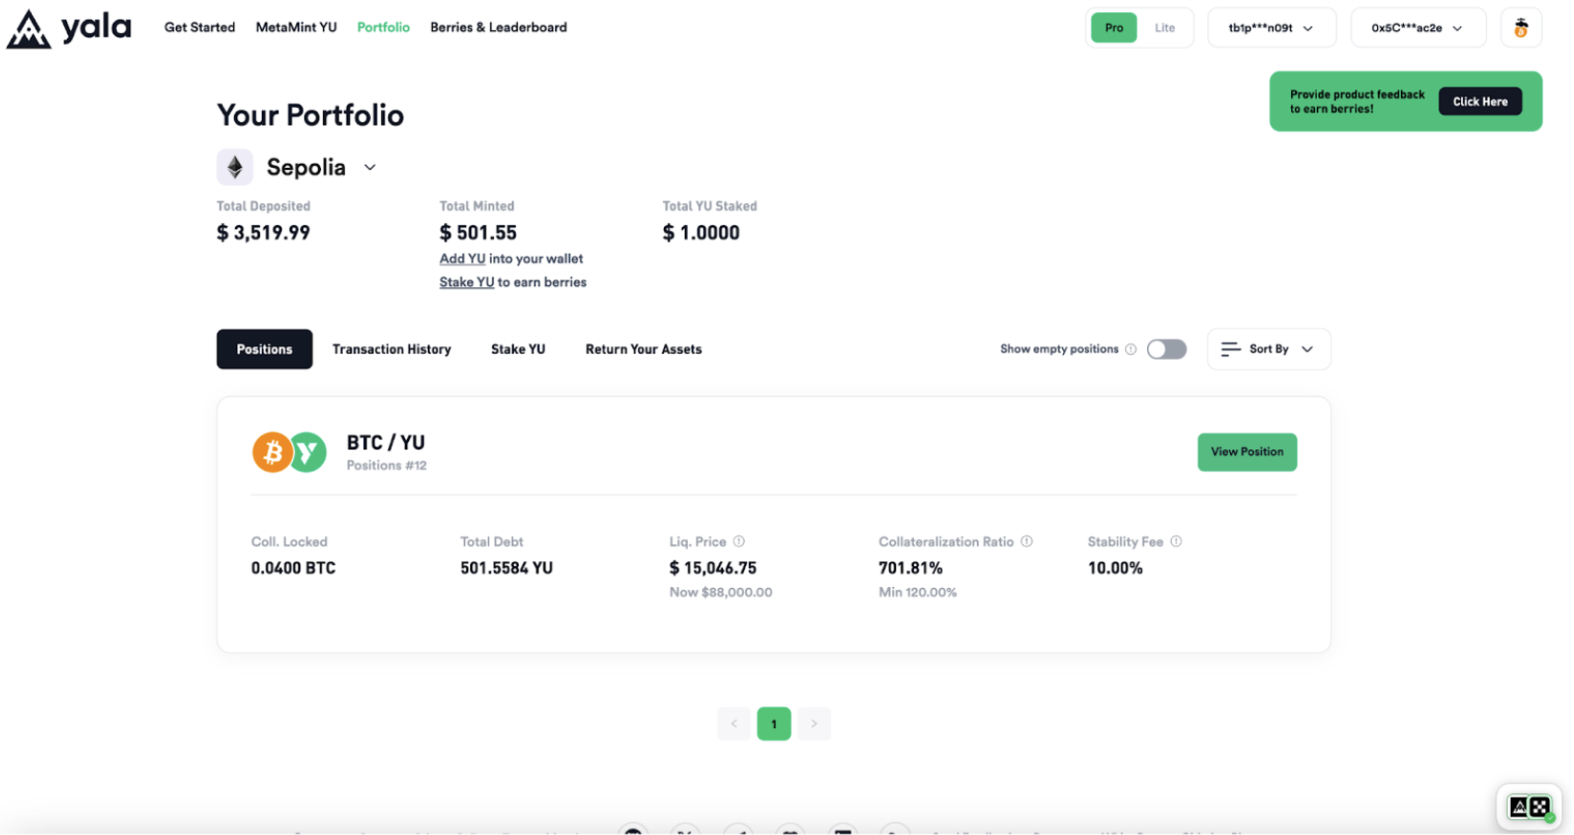 yala
Get Started MetaMint YU Portfolio Berries & Leaderboard
Pro Lite
tb1p***n09t
0x5C***ac2e
Provide product feedback
to earn berries!
Click Here
Your Portfolio
Sepolia
Total Deposited Total Minted Total YU Staked
$ 3,519.99 $ 501.55 $ 1.0000
Add YU into your wallet
Stake YU to earn berries
Positions Transaction History Stake YU Return Your Assets
Show empty positions
Sort By
BTC / YU
Positions #12
View Position
Coll. Locked Total Debt Liq. Price Collateralization Ratio Stability Fee
0.0400 BTC 501.5584 YU $ 15,046.75 701.81% 10.00%
Now $88,000.00 Min 120.00%
< 1 >